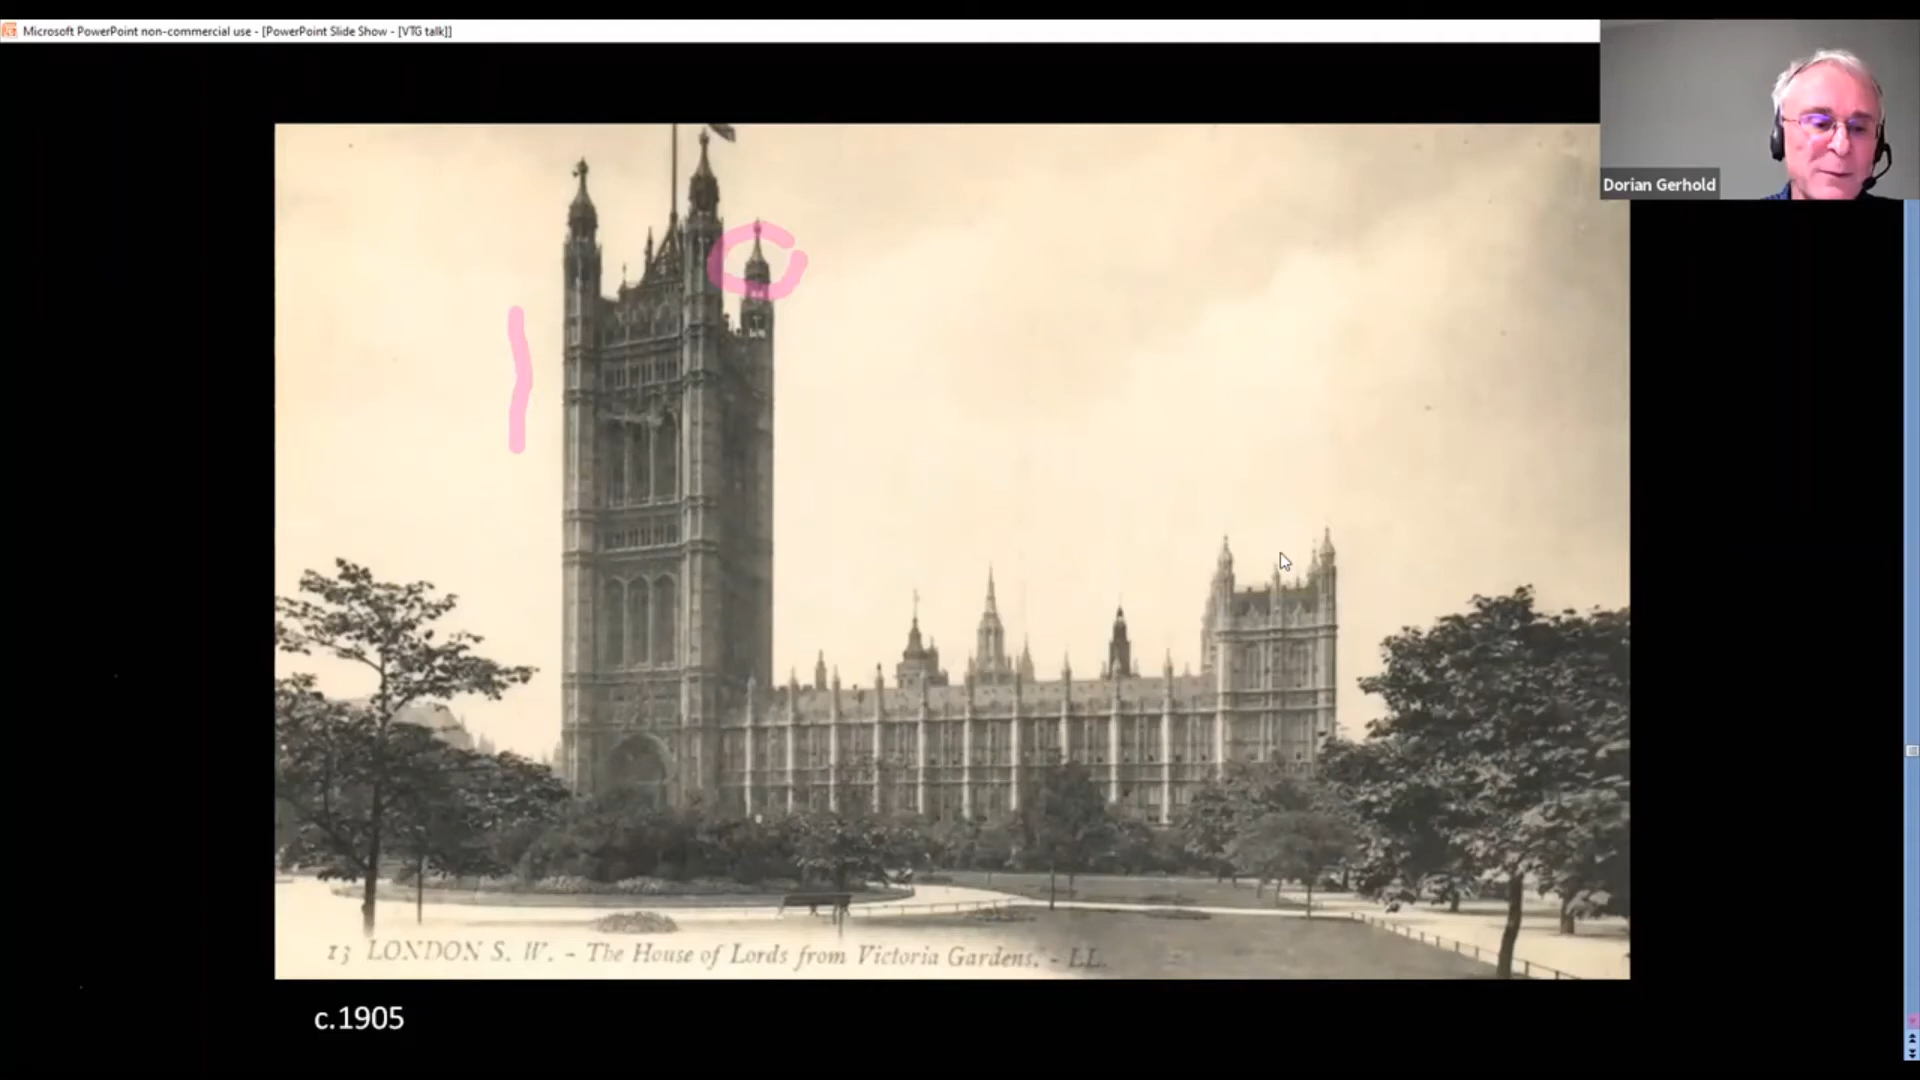 Microsoft PowerPoint non-commercial use - [PowerPoint Slide Show - [VTG talk]]
Dorian Gerhold
13 LONDON S. W. - The House of Lords from Victoria Gardens. - LL.
c.1905